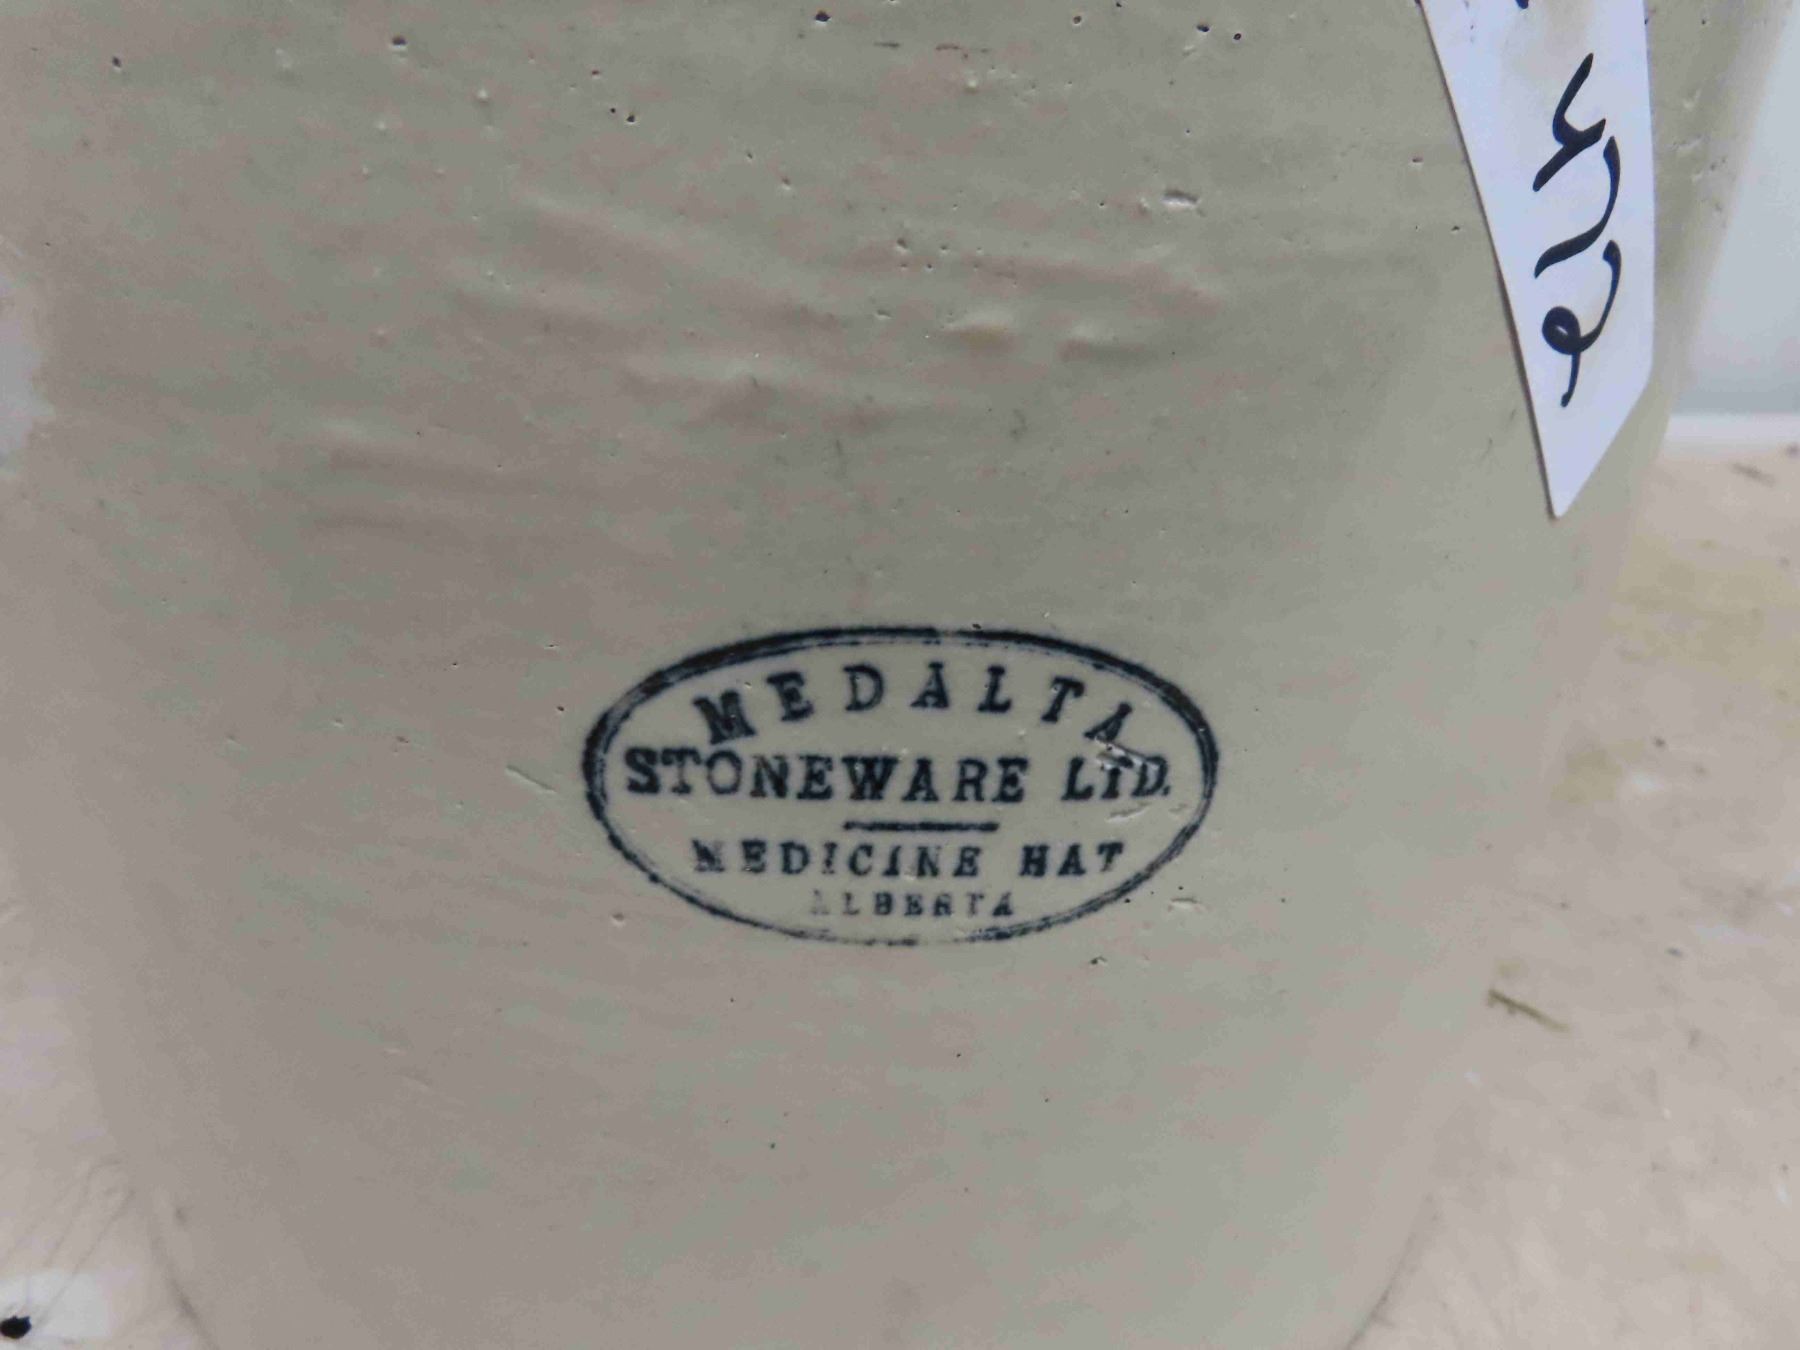 MEDALTA
STONEWARE LTD.
MEDICINE HAT
ALBERTA